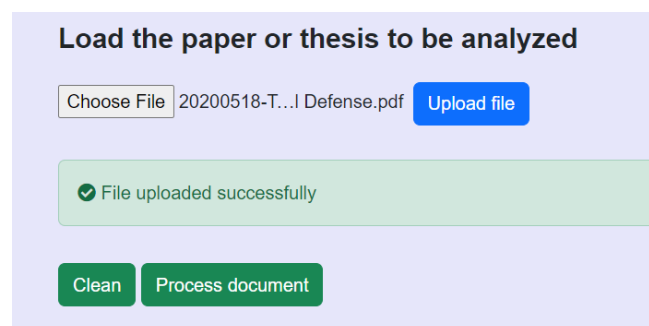 Load the paper or thesis to be analyzed
Choose File 20200518-T...l Defense.pdf Upload file
File uploaded successfully
Clean Process document